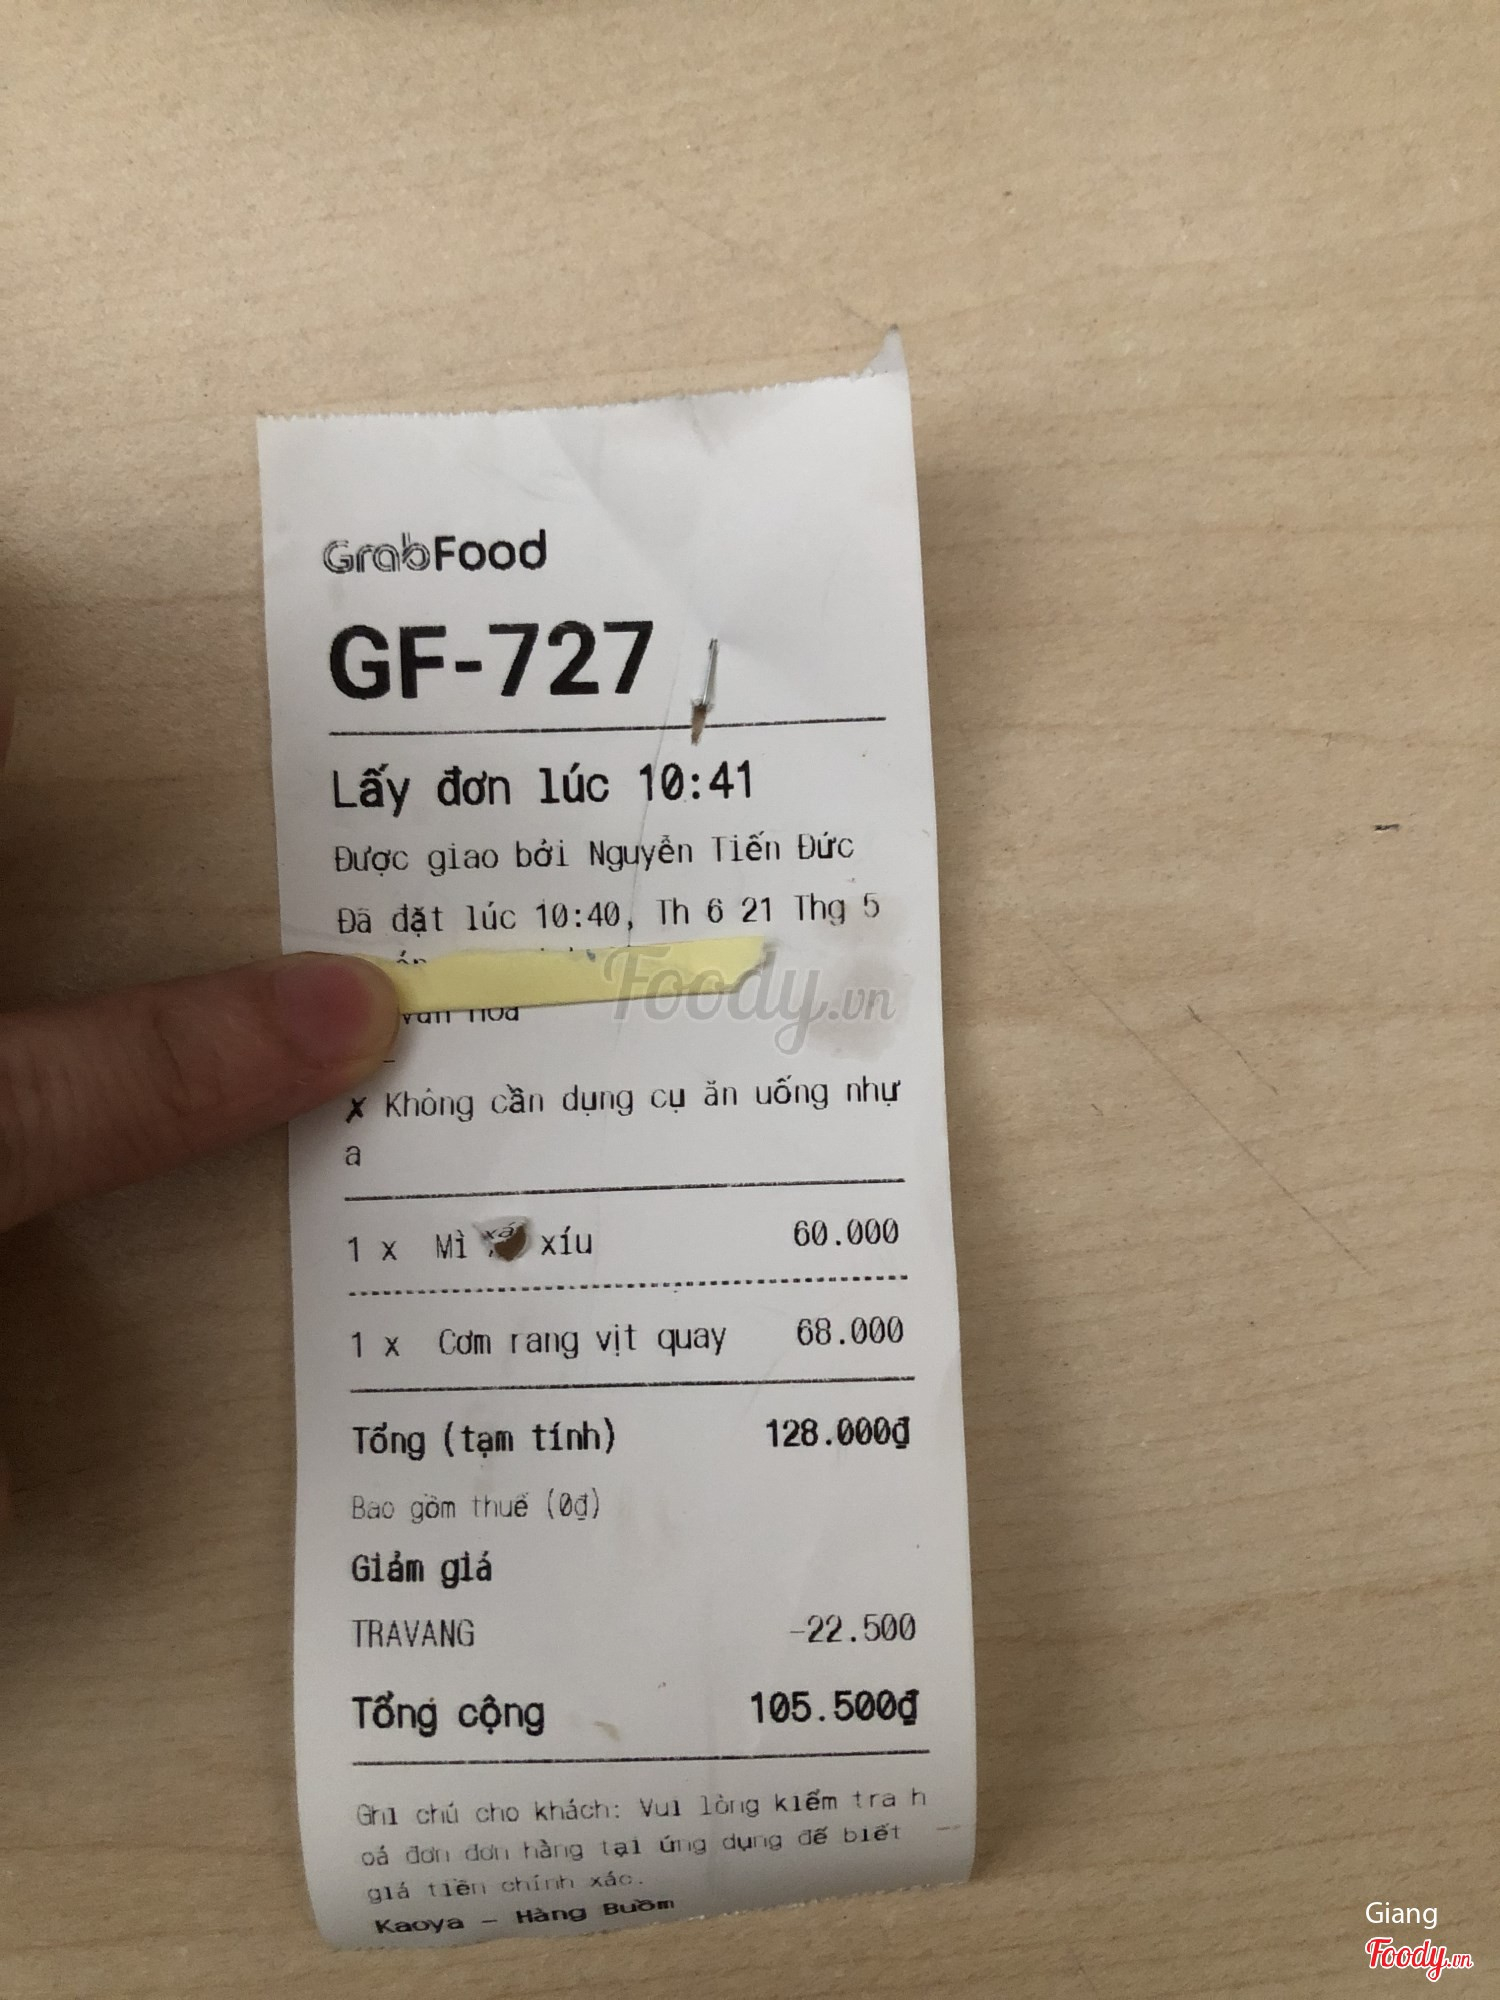 GrabFood
GF-727
Lấy đơn lúc 10:41
Được giao bởi Nguyễn Tiến Đức
Đã đặt lúc 10:40, Th 6 21 Thg 5
Foody.vn
✗ Không cần dụng cụ ăn uống nhự
a
1 x Mì xá xíu 60.000
1 x Cơm rang vịt quay 68.000
Tổng (tạm tính) 128.000₫
Bao gồm thuế (0₫)
Giảm giá
TRAVANG -22.500
Tổng cộng 105.500₫
Ghi chú cho khách: Vui lòng kiểm tra h
oá đơn đơn hàng tại ứng dụng để biết
giá tiền chính xác.
Kaoya - Hàng Buồm
Giang
Foody.vn